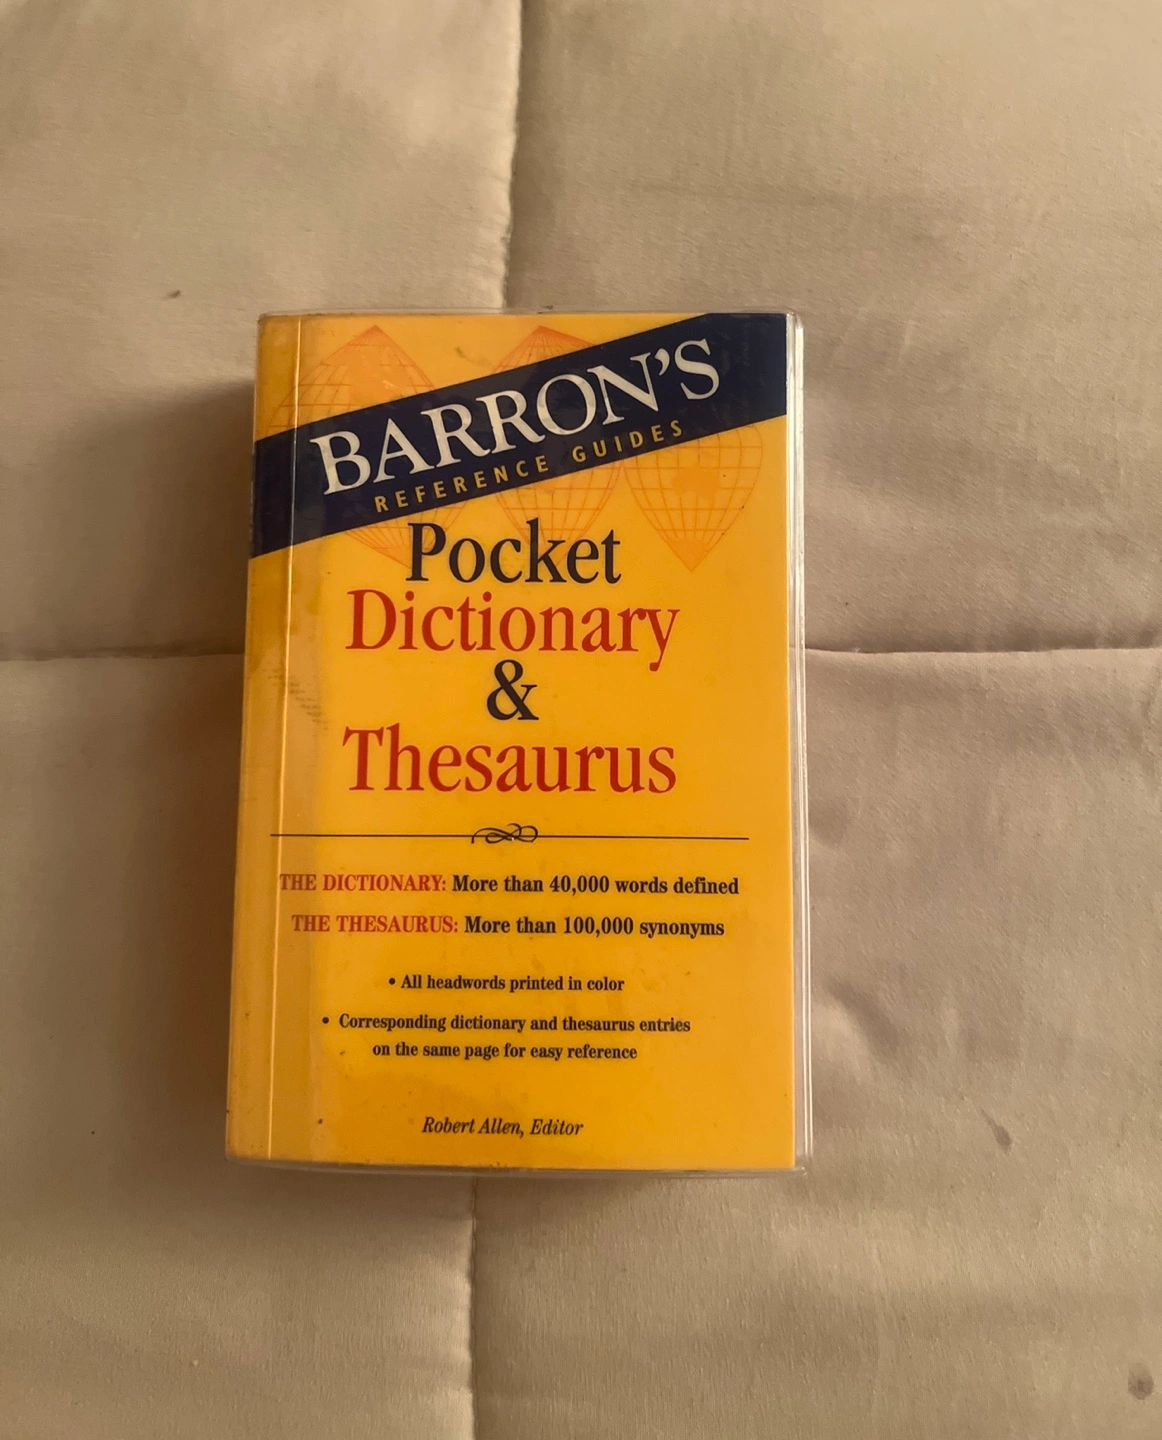 BARRON'S
REFERENCE GUIDES
Pocket
Dictionary
&
Thesaurus
THE DICTIONARY: More than 40,000 words defined
THE THESAURUS: More than 100,000 synonyms
• All headwords printed in color
• Corresponding dictionary and thesaurus entries
on the same page for easy reference
Robert Allen, Editor